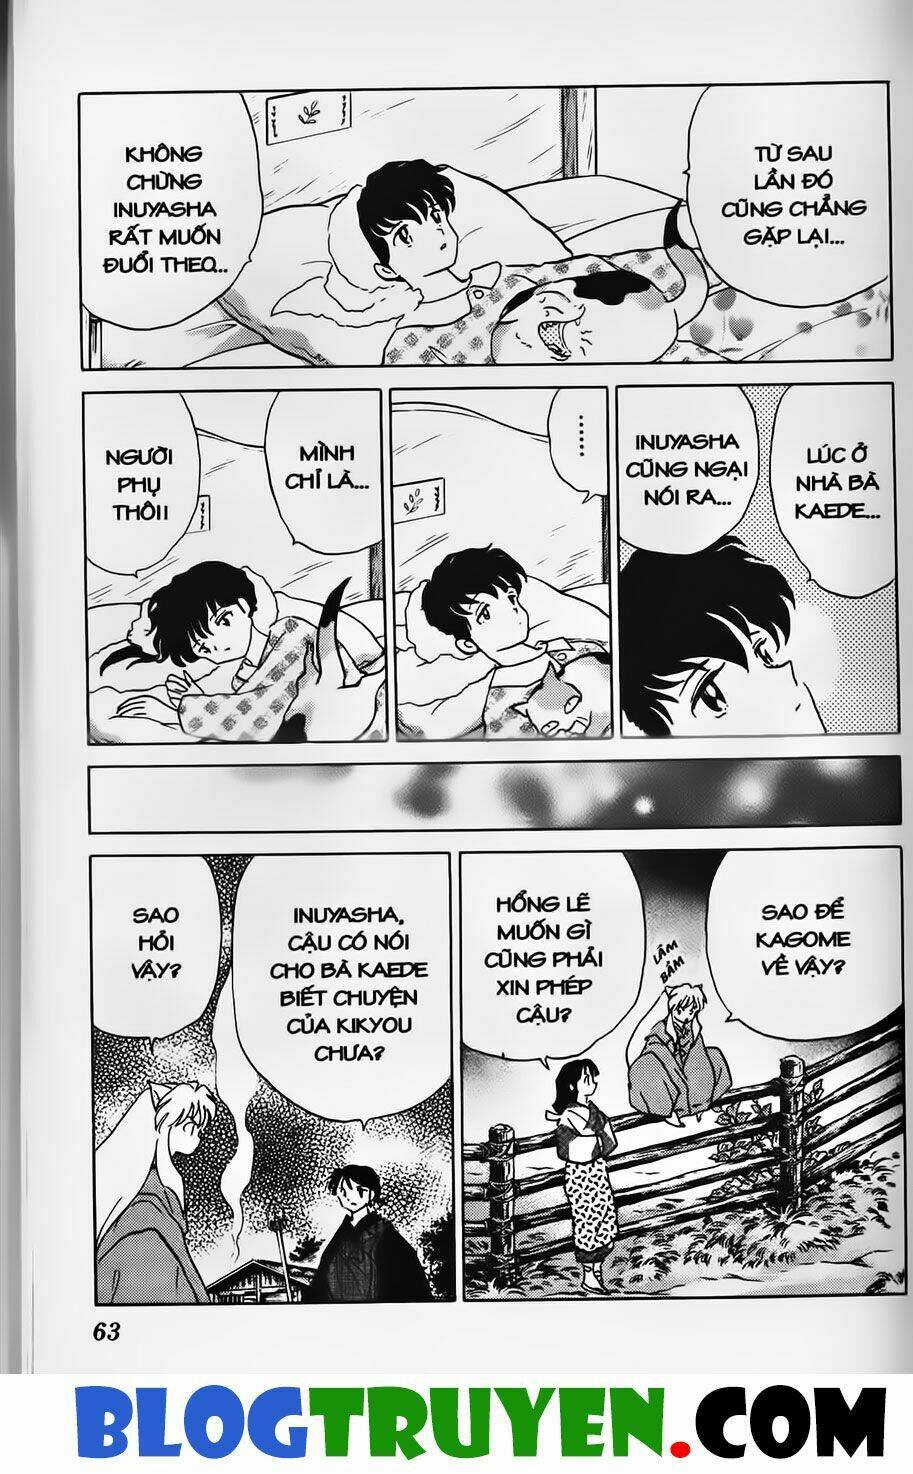 TỪ SAU
LẦN ĐÓ
CŨNG CHẲNG
GẶP LẠI...
KHÔNG
CHỪNG
INUYASHA
RẤT MUỐN
ĐUỔI THEO...
LÚC Ở
NHÀ BÀ
KAEDE...
INUYASHA
CŨNG NGẠI
NÓI RA...
......
MÌNH
CHỈ LÀ...
NGƯỜI
PHỤ
THÔI!
SAO ĐỂ
KAGOME
VỀ VẬY?
LẦM
BẦM
HỔNG LẼ
MUỐN GÌ
CŨNG PHẢI
XIN PHÉP
CẬU?
INUYASHA,
CẬU CÓ NÓI
CHO BÀ KAEDE
BIẾT CHUYỆN
CỦA KIKYOU
CHƯA?
SAO
HỎI
VẬY?
63
BLOGTRUYEN.COM